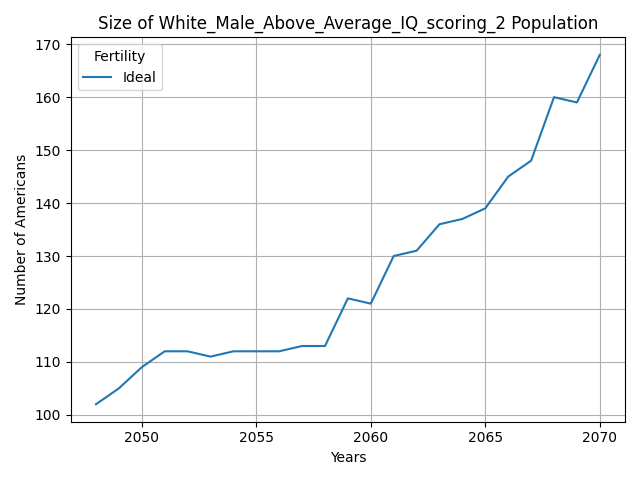 Size of White_Male_Above_Average_IQ_scoring_2 Population
Fertility
Ideal
Number of Americans
170
160
150
140
130
120
110
100
2050 2055 2060 2065 2070
Years